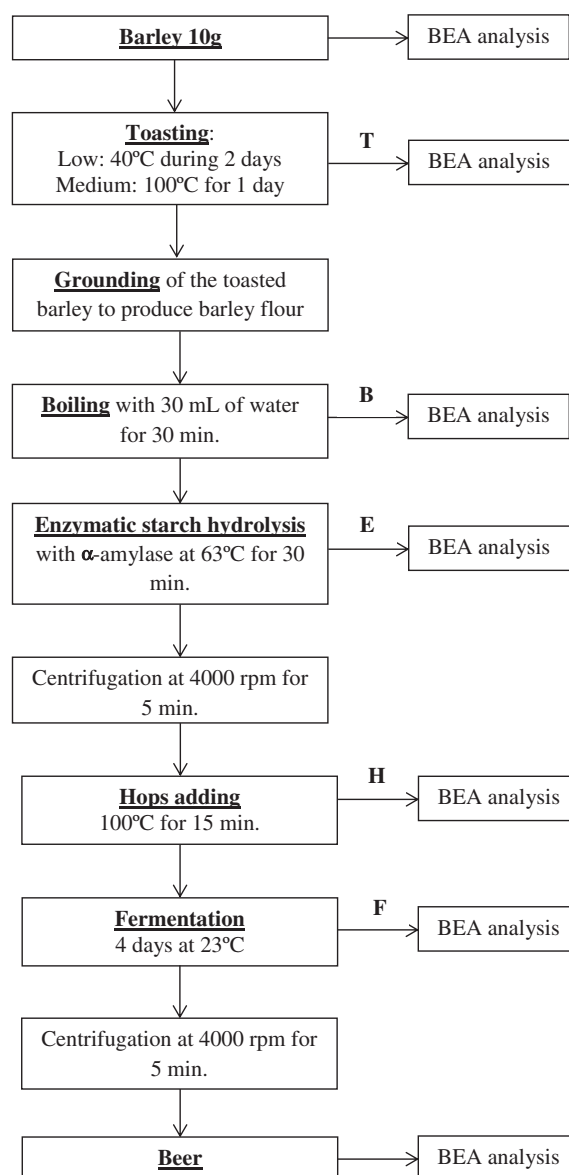 Barley 10g
BEA analysis
Toasting:
Low: 40ºC during 2 days
Medium: 100ºC for 1 day
T
BEA analysis
Grounding of the toasted
barley to produce barley flour
Boiling with 30 mL of water
for 30 min.
B
BEA analysis
Enzymatic starch hydrolysis
with α-amylase at 63ºC for 30
min.
E
BEA analysis
Centrifugation at 4000 rpm for
5 min.
Hops adding
100ºC for 15 min.
H
BEA analysis
Fermentation
4 days at 23ºC
F
BEA analysis
Centrifugation at 4000 rpm for
5 min.
Beer
BEA analysis